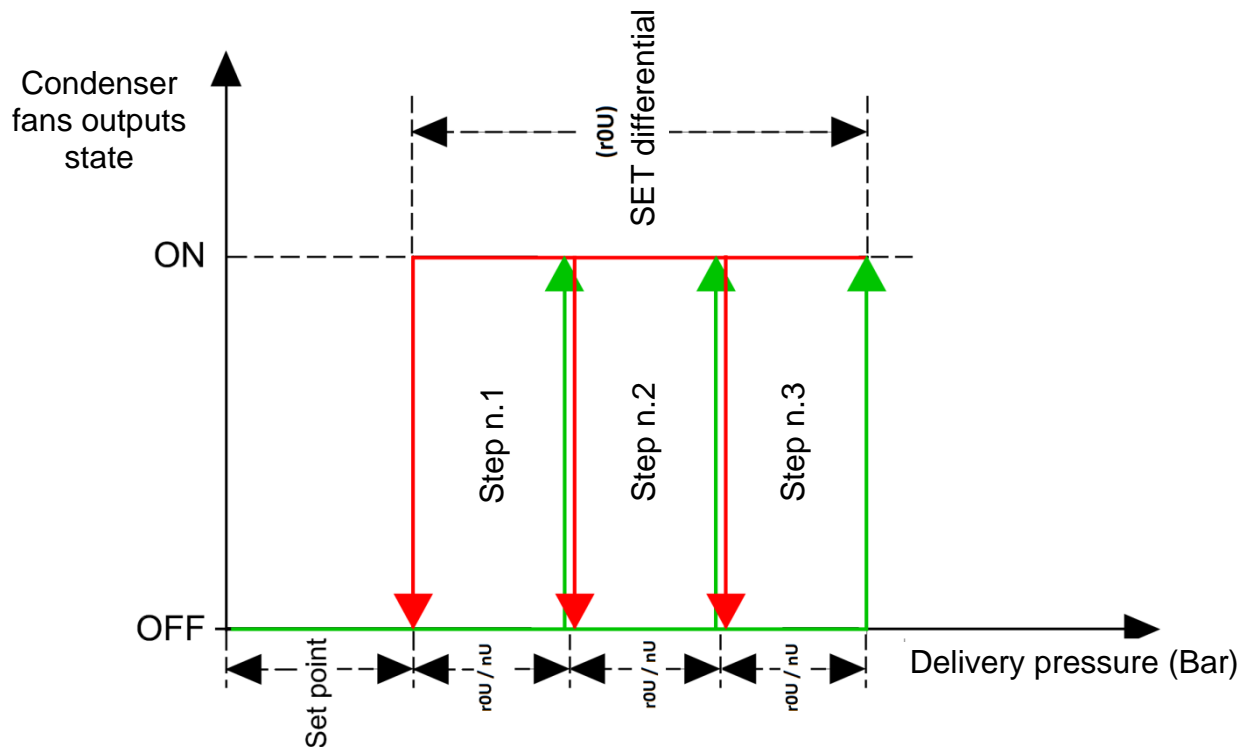 Condenser
fans outputs
state
(r0U)
SET differential
ON
Step n.1
Step n.2
Step n.3
OFF
Set point
r0U / nU
r0U / nU
r0U / nU
Delivery pressure (Bar)